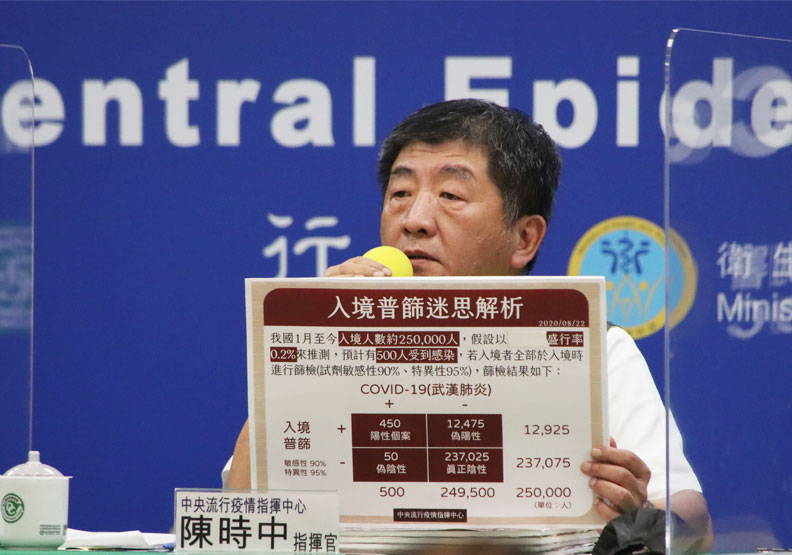 entral Epide
行
衛生
Minis
入境普篩迷思解析
2020/08/22
我國1月至今入境人數約250,000人，假設以 盛行率
0.2%來推測，預計有500人受到感染，若入境者全部於入境時
進行篩檢(試劑敏感性90%、特異性95%)，篩檢結果如下：
COVID-19(武漢肺炎)
+ -
入境
普篩
敏感性 90%
特異性 95%
+ 450 陽性個案 12,475 偽陽性 12,925
- 50 偽陰性 237,025 真正陰性 237,075
500 249,500 250,000
(單位：人)
中央流行疫情指揮中心
中央流行疫情指揮中心
陳時中 指揮官